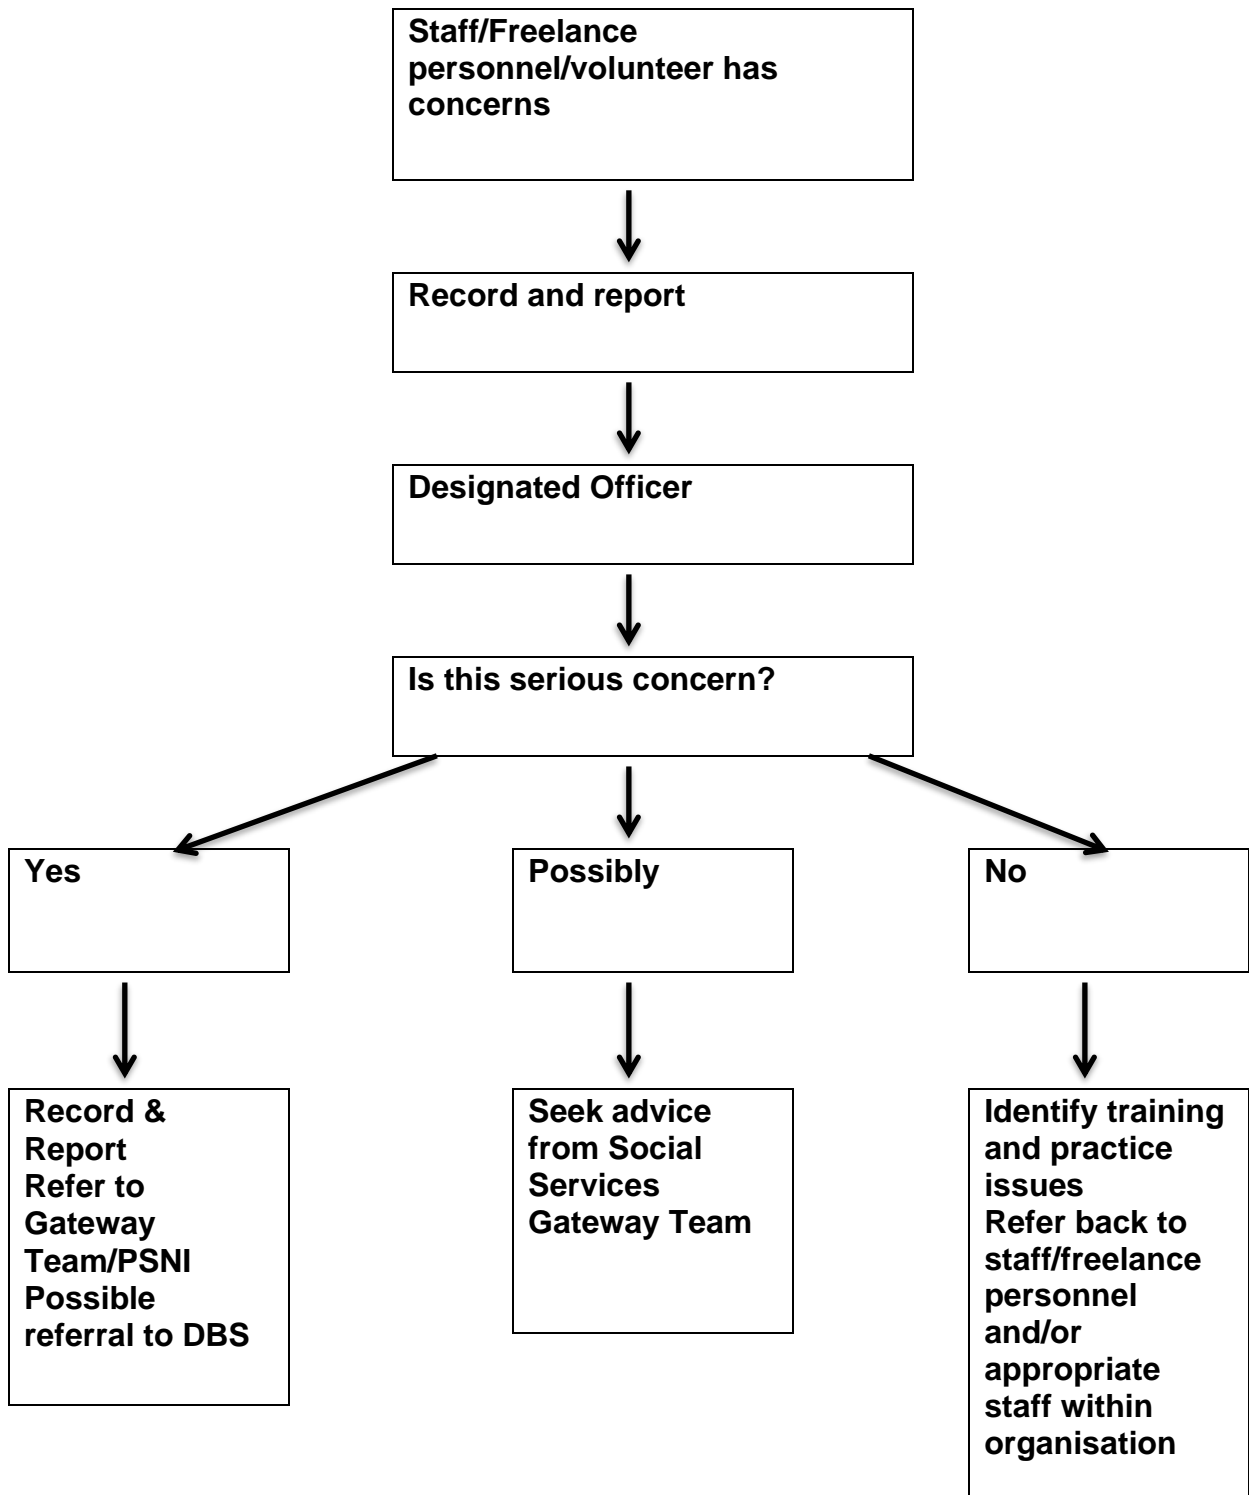 Staff/Freelance
personnel/volunteer has
concerns
Record and report
Designated Officer
Is this serious concern?
Yes
Possibly
No
Record &
Report
Refer to
Gateway
Team/PSNI
Possible
referral to DBS
Seek advice
from Social
Services
Gateway Team
Identify training
and practice
issues
Refer back to
staff/freelance
personnel
and/or
appropriate
staff within
organisation